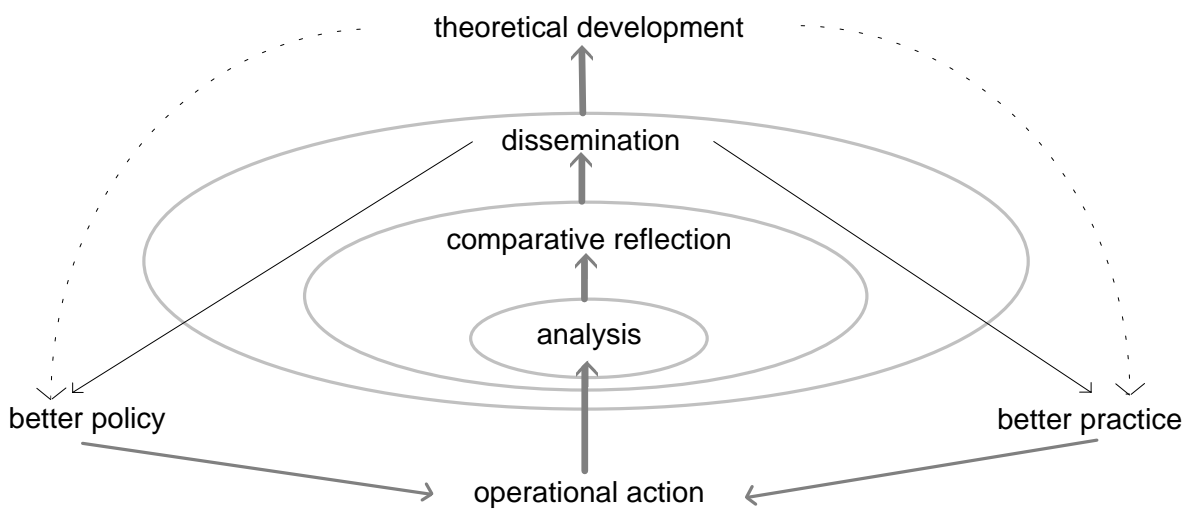 theoretical development
dissemination
comparative reflection
analysis
better policy
better practice
operational action